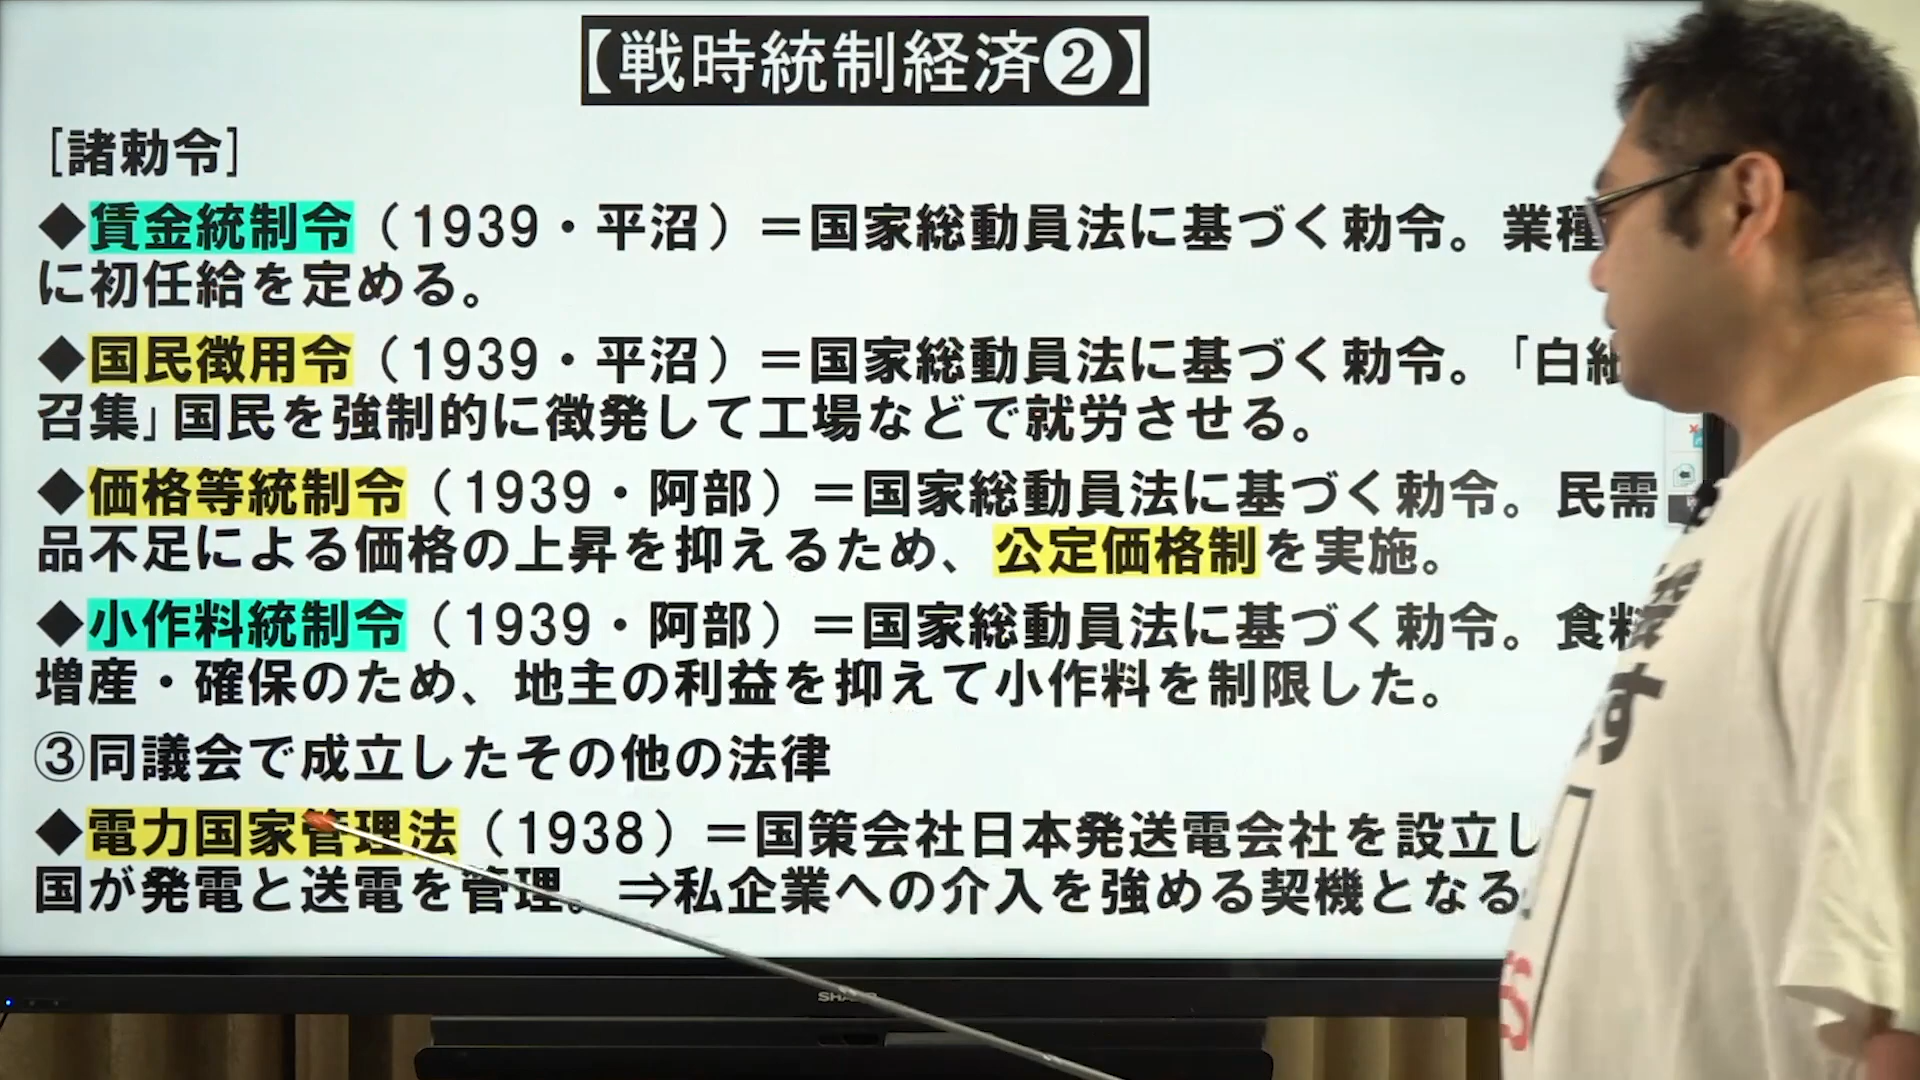 【戦時統制経済❷】
[諸勅令]
◆賃金統制令（1939・平沼）＝国家総動員法に基づく勅令。業種
に初任給を定める。
◆国民徴用令（1939・平沼）＝国家総動員法に基づく勅令。「白紙
召集」国民を強制的に徴発して工場などで就労させる。
◆価格等統制令（1939・阿部）＝国家総動員法に基づく勅令。民需
品不足による価格の上昇を抑えるため、公定価格制を実施。
◆小作料統制令（1939・阿部）＝国家総動員法に基づく勅令。食料
増産・確保のため、地主の利益を抑えて小作料を制限した。
③同議会で成立したその他の法律
◆電力国家管理法（1938）＝国策会社日本発送電会社を設立し
国が発電と送電を管理。⇒私企業への介入を強める契機となる
SHARP
す
S